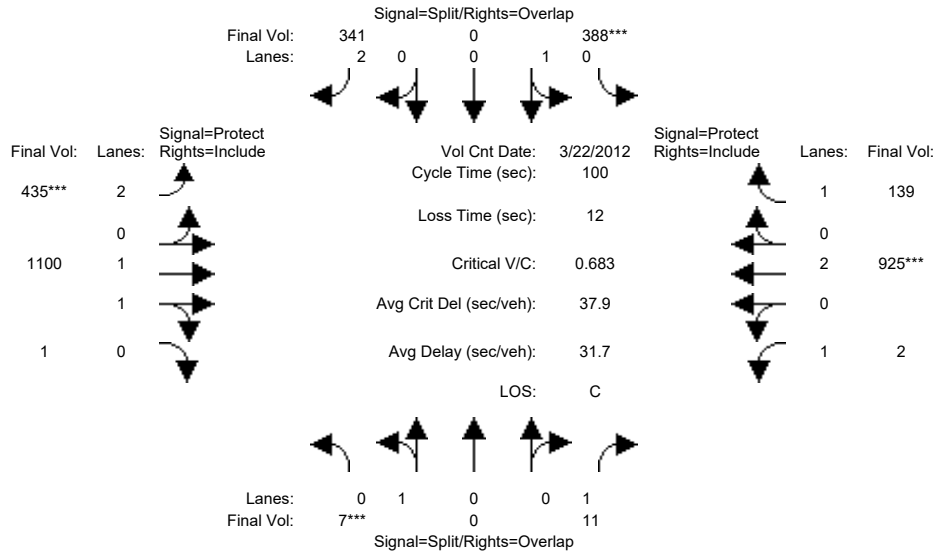 Signal=Split/Rights=Overlap
Final Vol: 341 0 388***
Lanes: 2 0 0 1 0
Signal=Protect
Final Vol: Lanes: Rights=Include
Vol Cnt Date: 3/22/2012
Signal=Protect
Rights=Include Lanes: Final Vol:
Cycle Time (sec): 100
435*** 2
1 139
Loss Time (sec): 12
0
0
1100 1
Critical V/C: 0.683
2 925***
1
Avg Crit Del (sec/veh): 37.9
0
1 0
Avg Delay (sec/veh): 31.7
1 2
LOS: C
Lanes: 0 1 0 0 1
Final Vol: 7*** 0 11
Signal=Split/Rights=Overlap